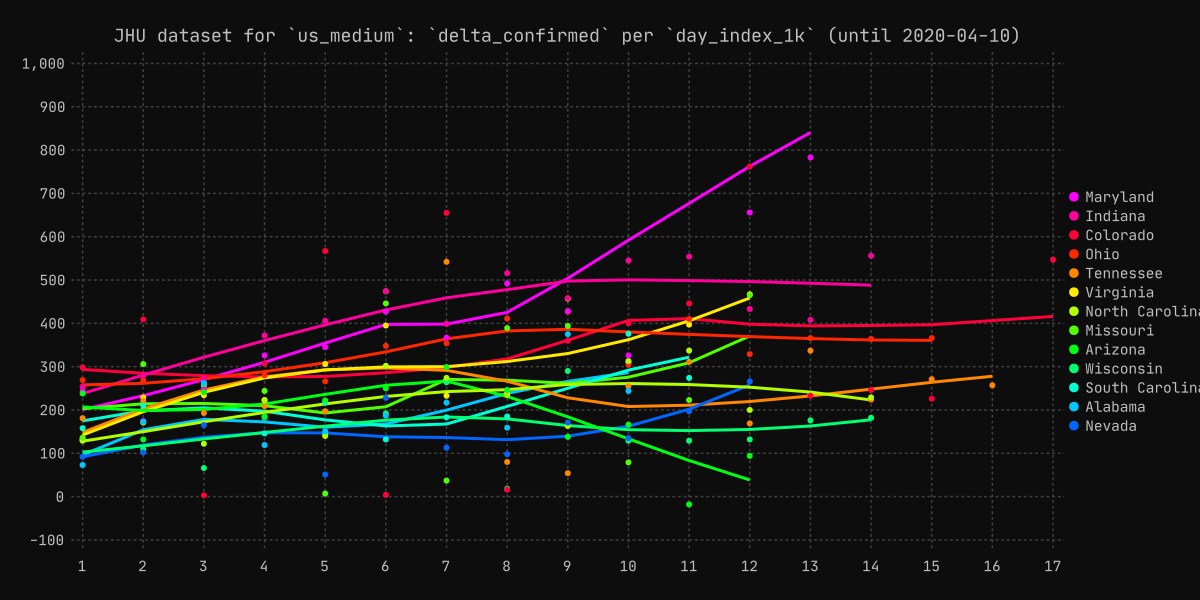 JHU dataset for `us_medium`: `delta_confirmed` per `day_index_1k` (until 2020-04-10)
1,000
900
800
700
600
500
400
300
200
100
0
-100
1 2 3 4 5 6 7 8 9 10 11 12 13 14 15 16 17
Maryland
Indiana
Colorado
Ohio
Tennessee
Virginia
North Carolina
Missouri
Arizona
Wisconsin
South Carolina
Alabama
Nevada